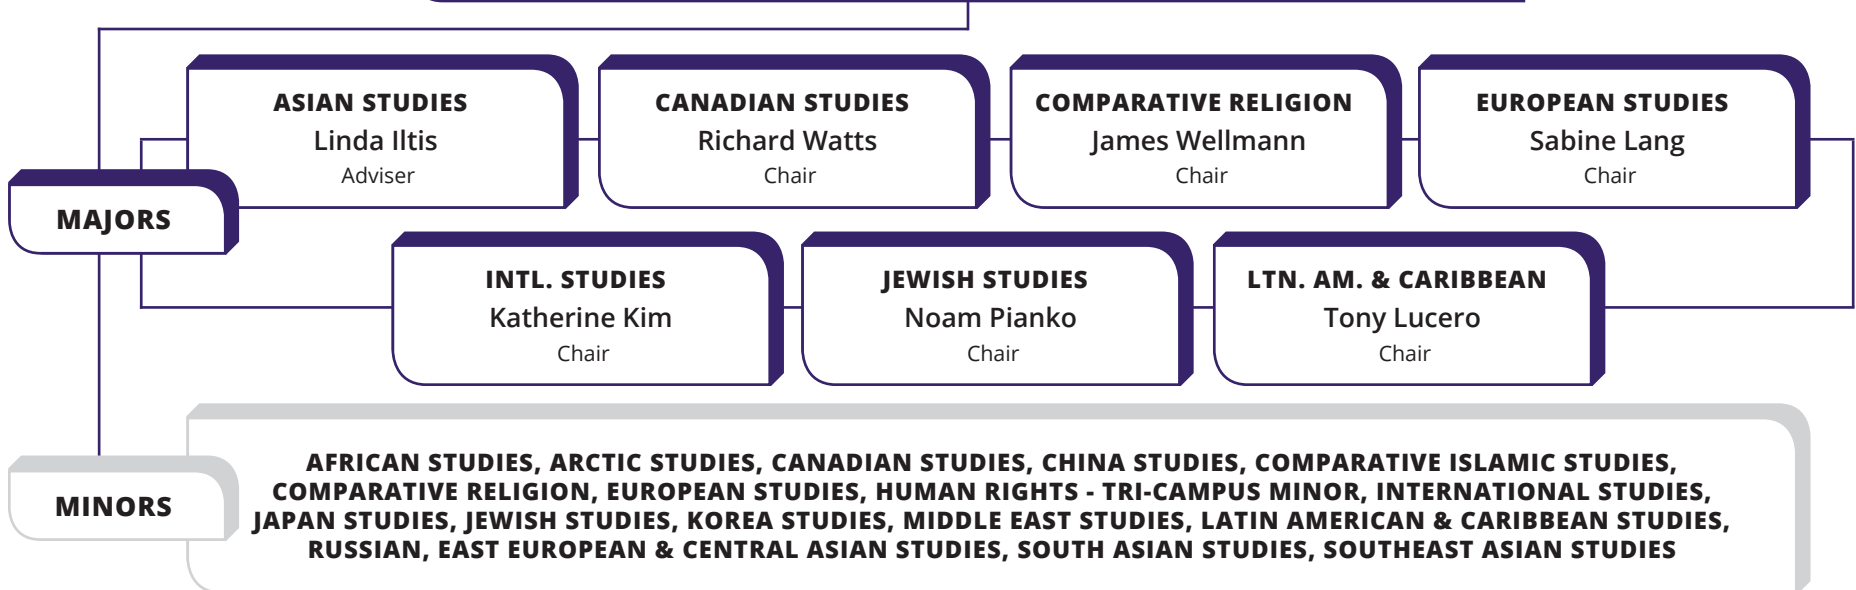 ASIAN STUDIES
Linda Iltis
Adviser
CANADIAN STUDIES
Richard Watts
Chair
COMPARATIVE RELIGION
James Wellmann
Chair
EUROPEAN STUDIES
Sabine Lang
Chair
MAJORS
INTL. STUDIES
Katherine Kim
Chair
JEWISH STUDIES
Noam Pianko
Chair
LTN. AM. & CARIBBEAN
Tony Lucero
Chair
MINORS
AFRICAN STUDIES, ARCTIC STUDIES, CANADIAN STUDIES, CHINA STUDIES, COMPARATIVE ISLAMIC STUDIES,
COMPARATIVE RELIGION, EUROPEAN STUDIES, HUMAN RIGHTS - TRI-CAMPUS MINOR, INTERNATIONAL STUDIES,
JAPAN STUDIES, JEWISH STUDIES, KOREA STUDIES, MIDDLE EAST STUDIES, LATIN AMERICAN & CARIBBEAN STUDIES,
RUSSIAN, EAST EUROPEAN & CENTRAL ASIAN STUDIES, SOUTH ASIAN STUDIES, SOUTHEAST ASIAN STUDIES